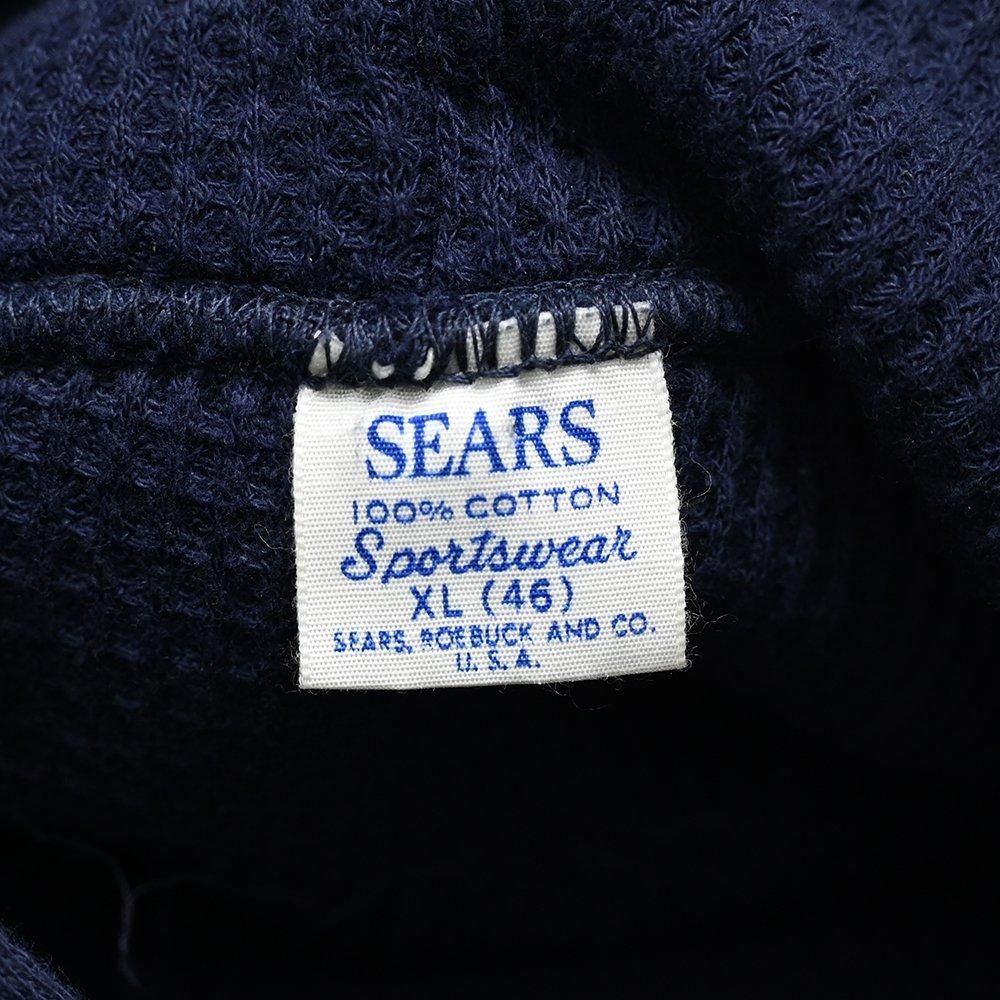 SEARS
100% COTTON
Sportswear
XL (46)
SEARS, ROEBUCK AND CO.
U.S.A.